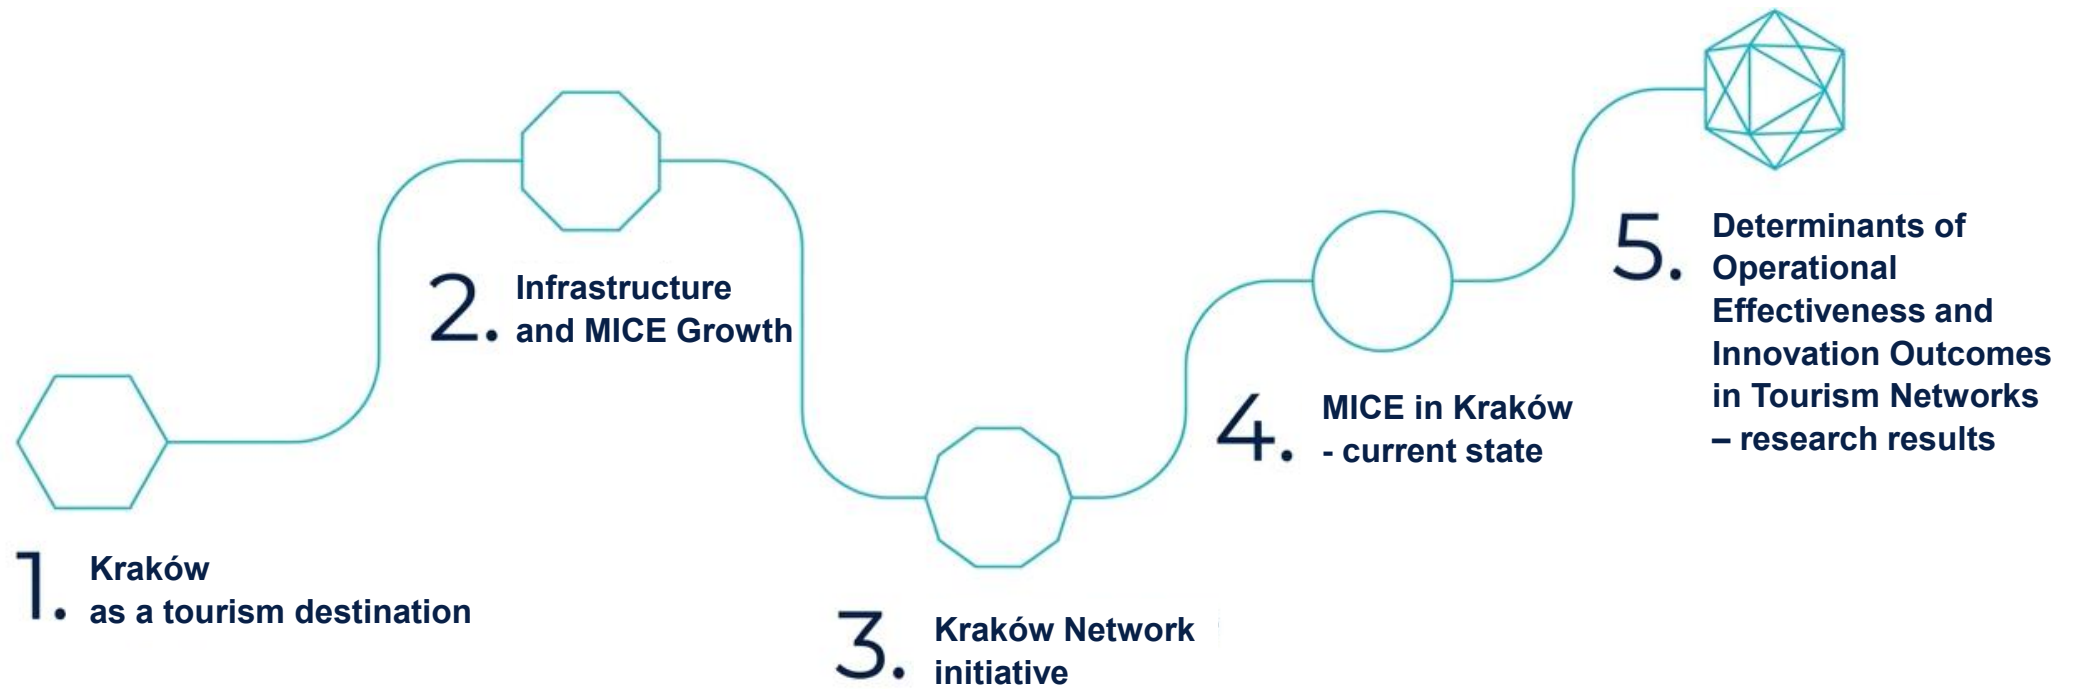 1. Kraków
as a tourism destination
2. Infrastructure
and MICE Growth
3. Kraków Network
initiative
4. MICE in Kraków
- current state
5. Determinants of
Operational
Effectiveness and
Innovation Outcomes
in Tourism Networks
– research results